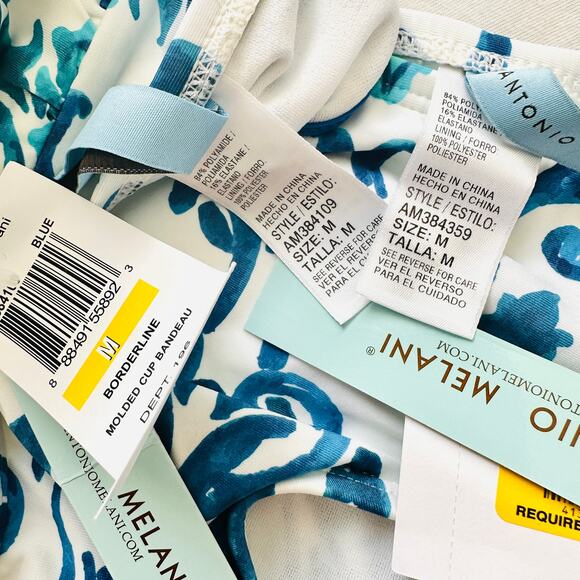 BLUE
8 88491 55892 3
M
BORDERLINE
MOLDED CUP BANDEAU
DEPT. 196
84% POLYAMIDE /
POLIAMIDA
16% ELASTANE /
ELASTANO
LINING / FORRO:
100% POLYESTER
POLIESTER
MADE IN CHINA
HECHO EN CHINA
STYLE / ESTILO:
AM384109
SIZE: M
TALLA: M
SEE REVERSE FOR CARE
VER EL REVERSO
PARA EL CUIDADO
84% POLYAMIDE /
POLIAMIDA
16% ELASTANE /
ELASTANO
LINING / FORRO:
100% POLYESTER
POLIESTER
MADE IN CHINA
HECHO EN CHINA
STYLE / ESTILO:
AM384359
SIZE: M
TALLA: M
SEE REVERSE FOR CARE
VER EL REVERSO
PARA EL CUIDADO
ANTONIO
NIO MELANI®
NTONIOMELANI.COM
MELANI
ANTONIOMELANI.COM
REQUIRE